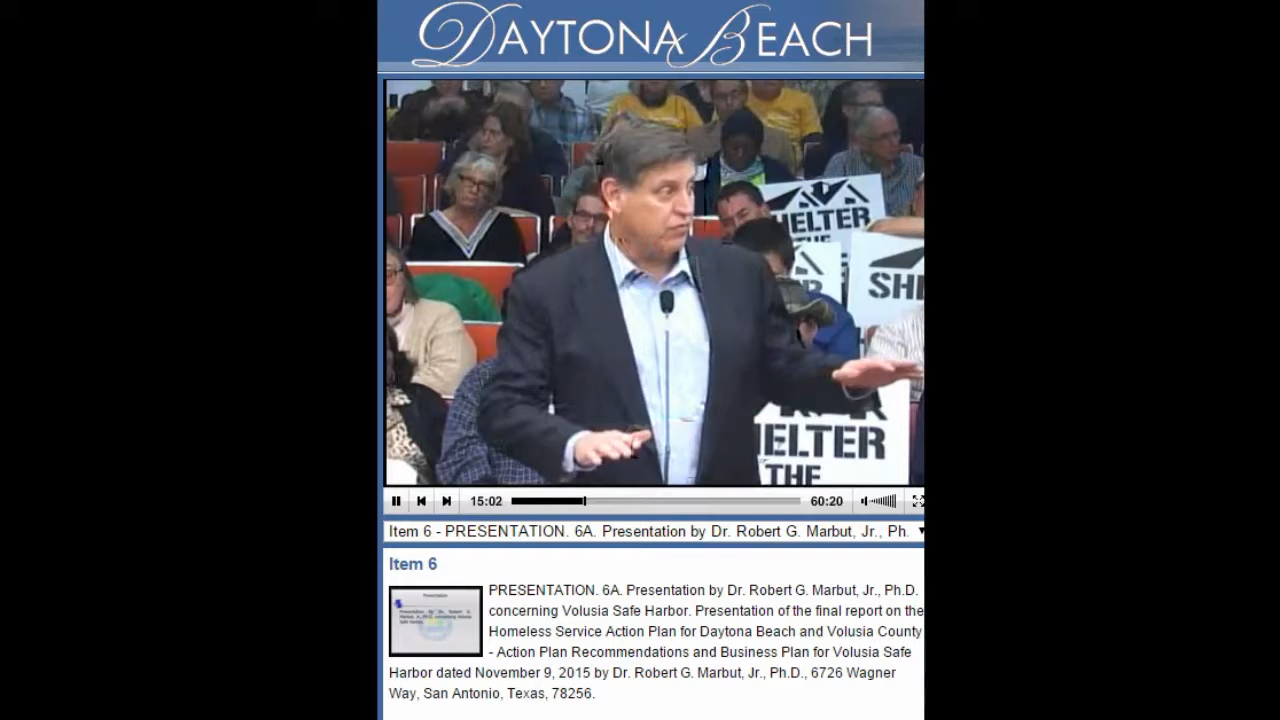 DAYTONA BEACH
SHELTER
THE
SHE
ELTER
THE
15:02 60:20
Item 6 - PRESENTATION. 6A. Presentation by Dr. Robert G. Marbut, Jr., Ph.
Item 6
PRESENTATION. 6A. Presentation by Dr. Robert G. Marbut, Jr., Ph.D.
concerning Volusia Safe Harbor. Presentation of the final report on the
Homeless Service Action Plan for Daytona Beach and Volusia County
- Action Plan Recommendations and Business Plan for Volusia Safe
Harbor dated November 9, 2015 by Dr. Robert G. Marbut, Jr., Ph.D., 6726 Wagner
Way, San Antonio, Texas, 78256.